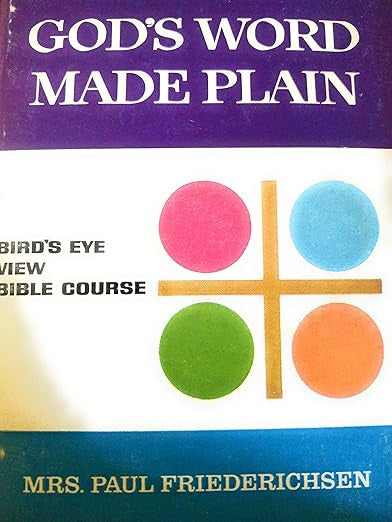 GOD'S WORD
MADE PLAIN
BIRD'S EYE
VIEW
BIBLE COURSE
MRS. PAUL FRIEDERICHSEN